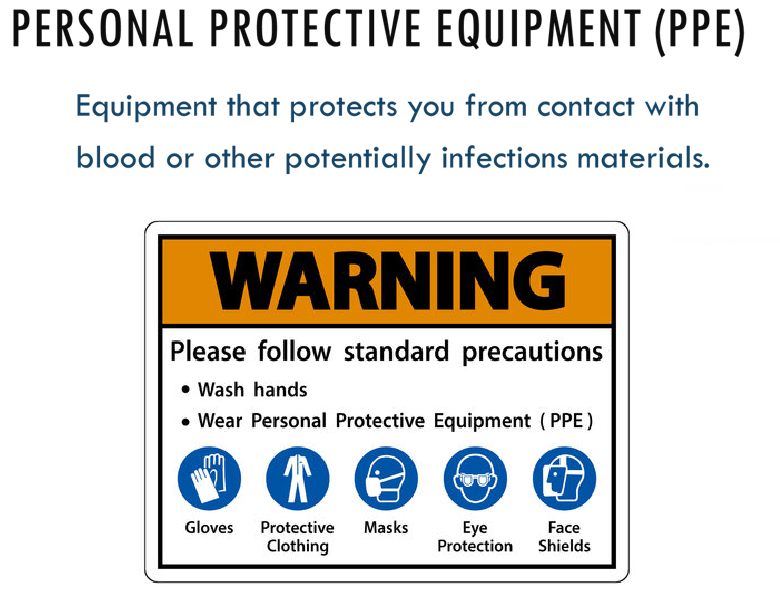 PERSONAL PROTECTIVE EQUIPMENT (PPE)
Equipment that protects you from contact with
blood or other potentially infections materials.
WARNING
Please follow standard precautions
• Wash hands
• Wear Personal Protective Equipment ( PPE )
Gloves
Protective
Clothing
Masks
Eye
Protection
Face
Shields